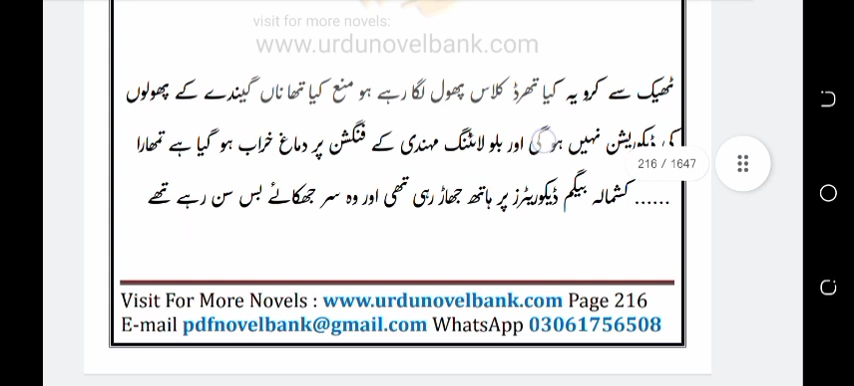 visit for more novels:
www.urdunovelbank.com
ٹھیک سے کرو یہ کیا تھرڈ کلاس پھول لگا رہے ہو منع کیا تھا ناں گیندے کے پھولوں
کی ڈیکوریشن نہیں ہو گی اور بلو لائٹنگ مہندی کے فنکشن پر دماغ خراب ہو گیا ہے تمھارا
...... کشمالہ بیگم ڈیکوریٹرز پر ہاتھ جھاڑ رہی تھی اور وہ سر جھکائے بس سن رہے تھے
216 / 1647
Visit For More Novels : www.urdunovelbank.com Page 216
E-mail pdfnovelbank@gmail.com WhatsApp 03061756508